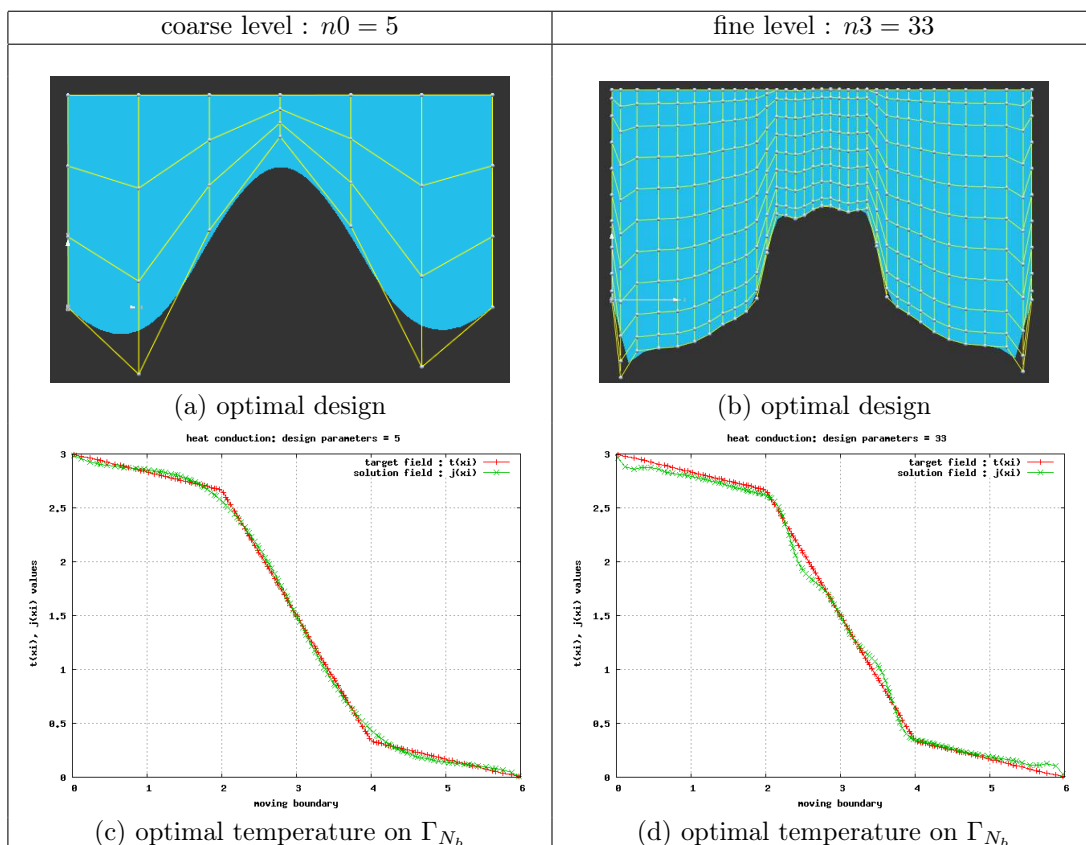 coarse level : n0 = 5
fine level : n3 = 33
(a) optimal design
(b) optimal design
heat conduction: design parameters = 5
target field : t(xi)
solution field : j(xi)
t(xi), j(xi) values
3
2.5
2
1.5
1
0.5
0
0 1 2 3 4 5 6
moving boundary
(c) optimal temperature on Γ_{N_b}
heat conduction: design parameters = 33
target field : t(xi)
solution field : j(xi)
t(xi), j(xi) values
3
2.5
2
1.5
1
0.5
0
0 1 2 3 4 5 6
moving boundary
(d) optimal temperature on Γ_{N_b}